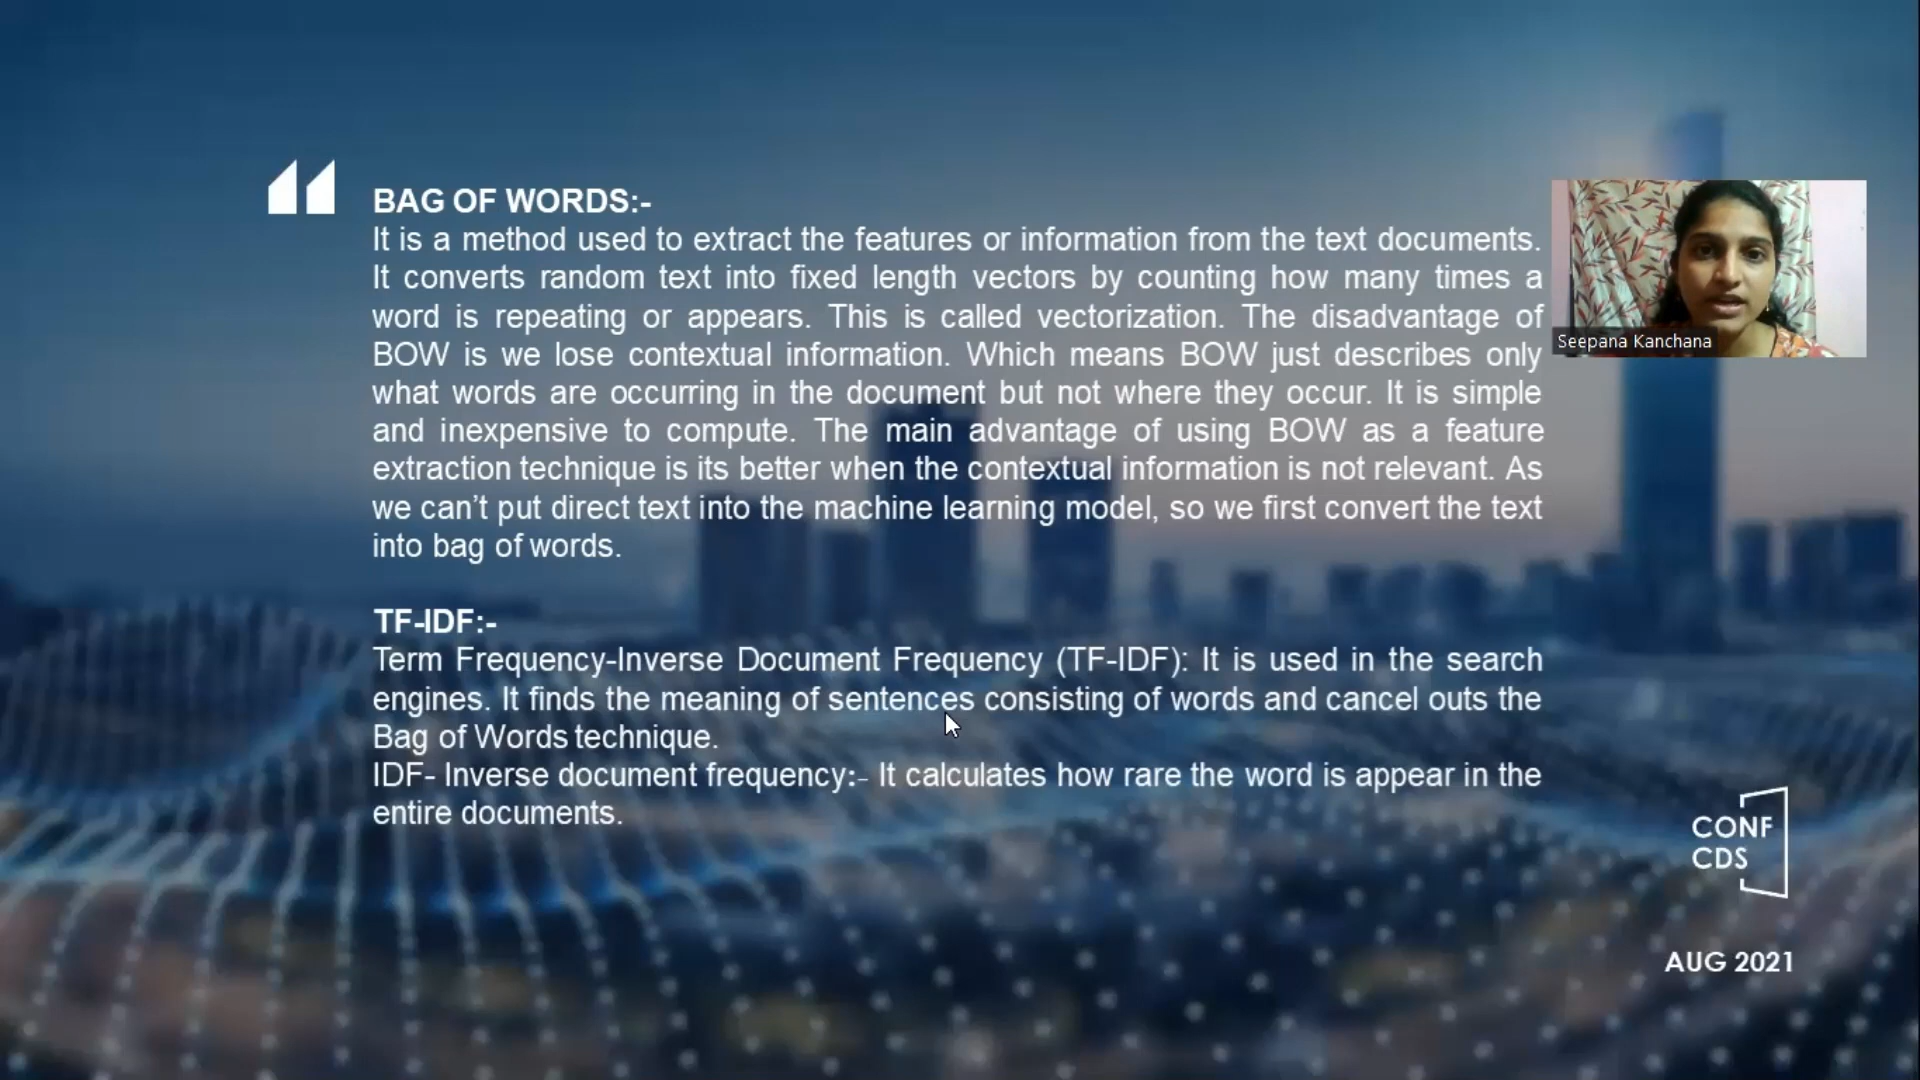 BAG OF WORDS:-
It is a method used to extract the features or information from the text documents.
It converts random text into fixed length vectors by counting how many times a
word is repeating or appears. This is called vectorization. The disadvantage of
BOW is we lose contextual information. Which means BOW just describes only
what words are occurring in the document but not where they occur. It is simple
and inexpensive to compute. The main advantage of using BOW as a feature
extraction technique is its better when the contextual information is not relevant. As
we can’t put direct text into the machine learning model, so we first convert the text
into bag of words.
TF-IDF:-
Term Frequency-Inverse Document Frequency (TF-IDF): It is used in the search
engines. It finds the meaning of sentences consisting of words and cancel outs the
Bag of Words technique.
IDF- Inverse document frequency:- It calculates how rare the word is appear in the
entire documents.
Seepana Kanchana
CONF
CDS
AUG 2021